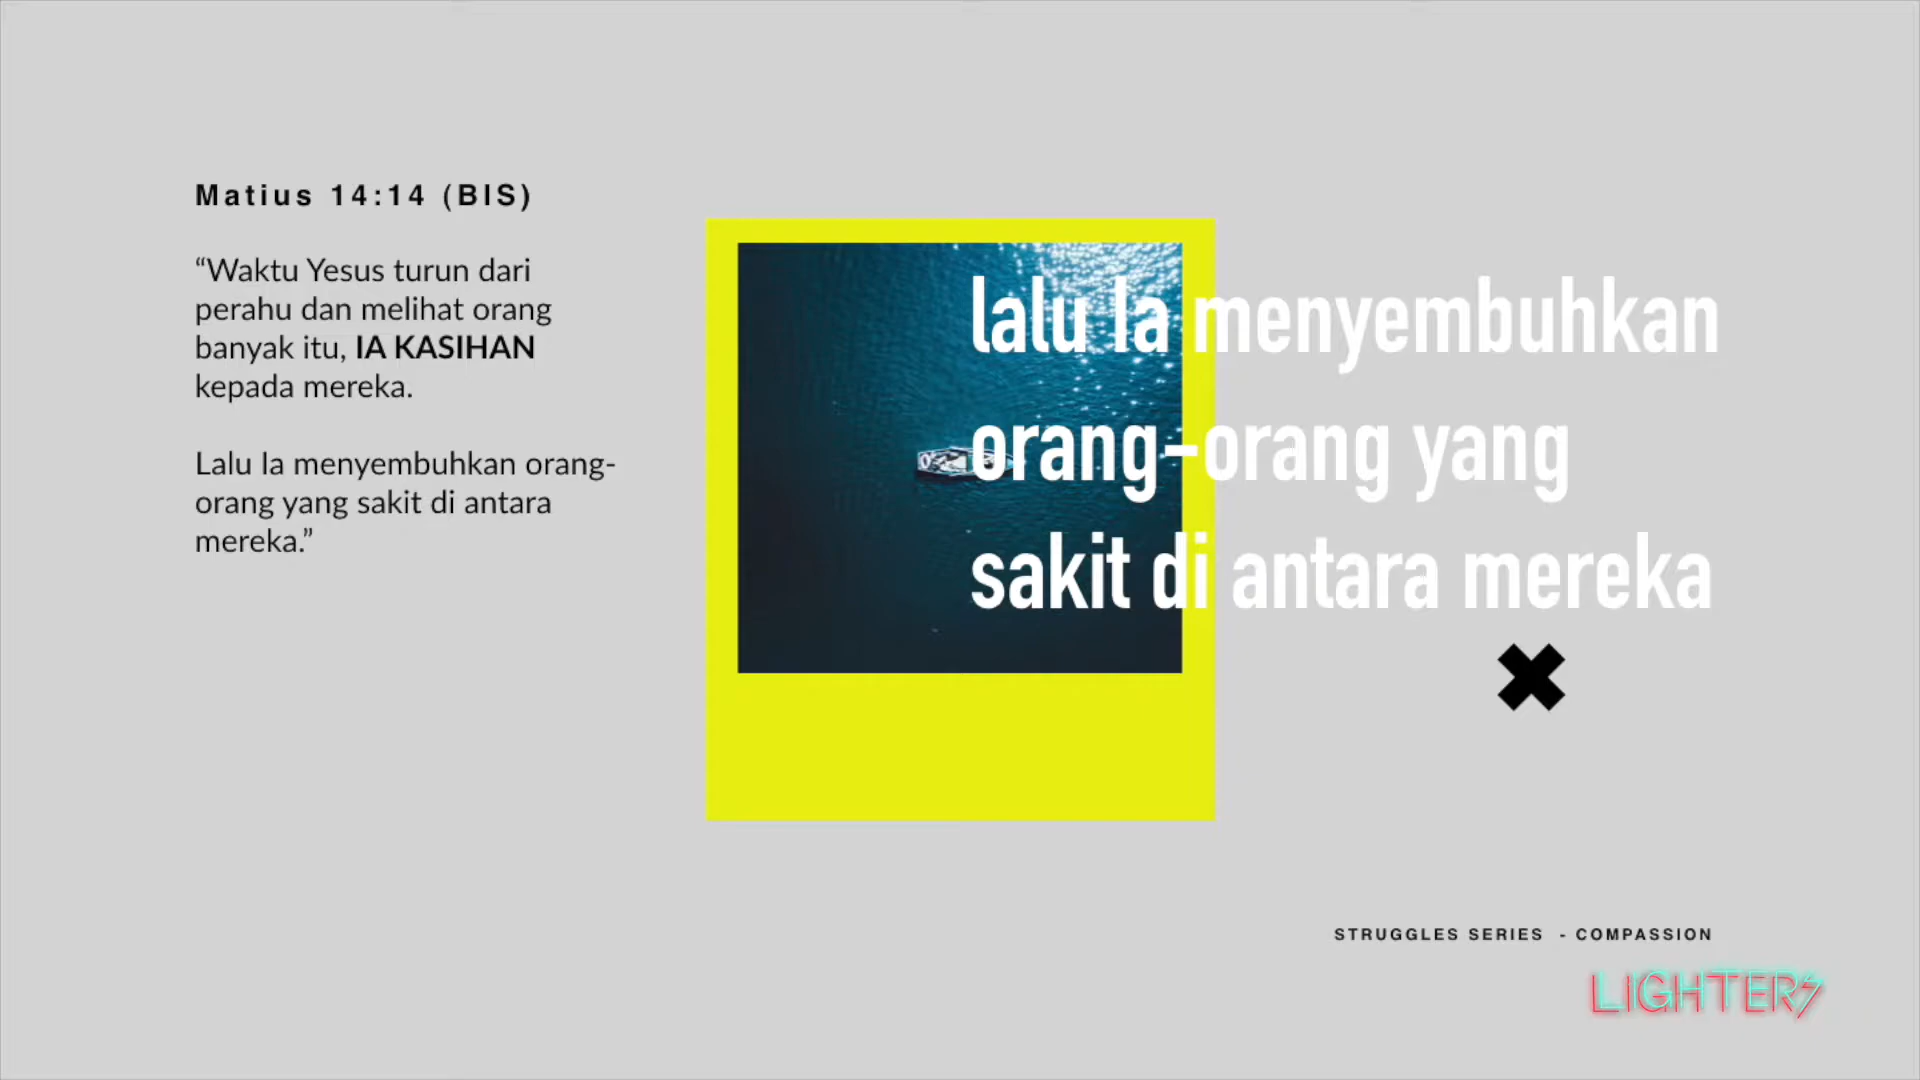 Matius 14:14 (BIS)
“Waktu Yesus turun dari
perahu dan melihat orang
banyak itu, IA KASIHAN
kepada mereka.
Lalu Ia menyembuhkan orang-
orang yang sakit di antara
mereka.”
lalu Ia menyembuhkan
orang-orang yang
sakit di antara mereka
STRUGGLES SERIES - COMPASSION
LIGHTERS